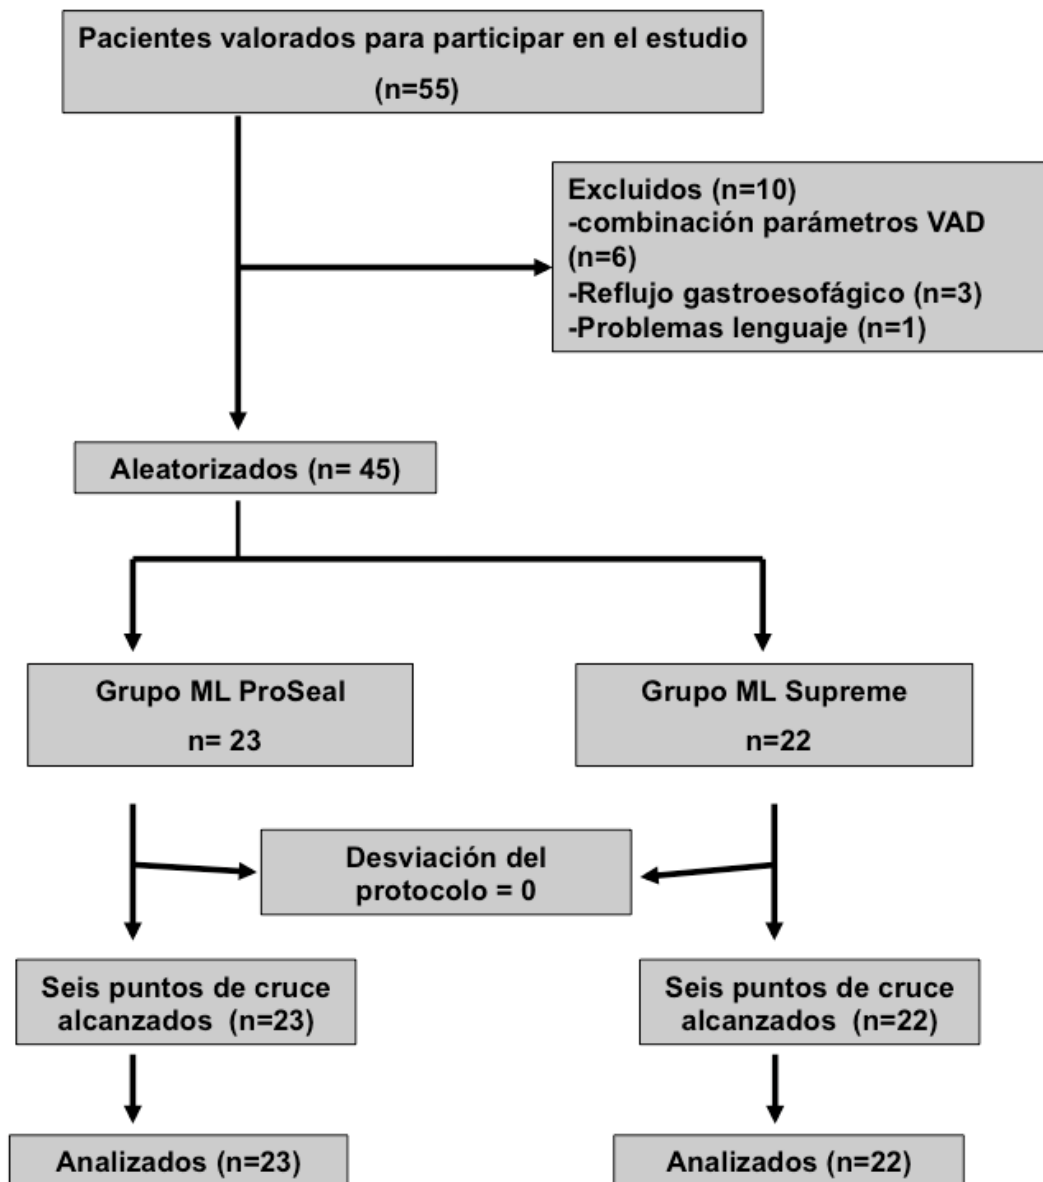 Pacientes valorados para participar en el estudio
(n=55)
Excluidos (n=10)
-combinación parámetros VAD
(n=6)
-Reflujo gastroesofágico (n=3)
-Problemas lenguaje (n=1)
Aleatorizados (n= 45)
Grupo ML ProSeal
n= 23
Grupo ML Supreme
n=22
Desviación del
protocolo = 0
Seis puntos de cruce
alcanzados  (n=23)
Seis puntos de cruce
alcanzados  (n=22)
Analizados (n=23)
Analizados (n=22)